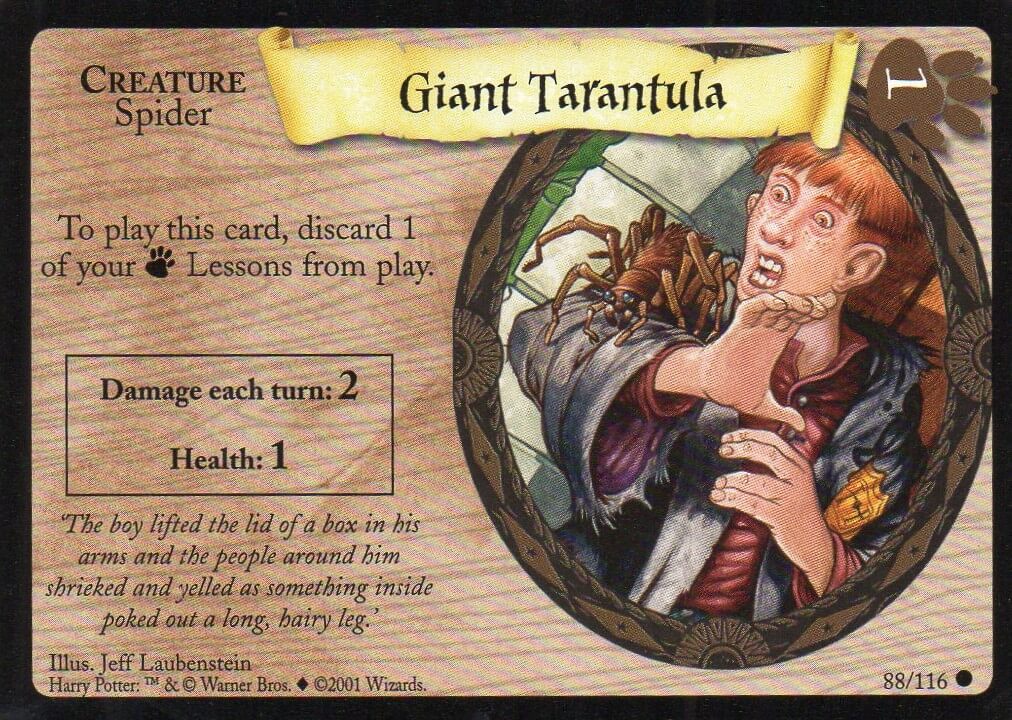 CREATURE
Spider
Giant Tarantula
1
To play this card, discard 1
of your Lessons from play.
Damage each turn: 2
Health: 1
‘The boy lifted the lid of a box in his
arms and the people around him
shrieked and yelled as something inside
poked out a long, hairy leg.’
Illus. Jeff Laubenstein
Harry Potter: ™ & © Warner Bros. ♦ ©2001 Wizards.
88/116